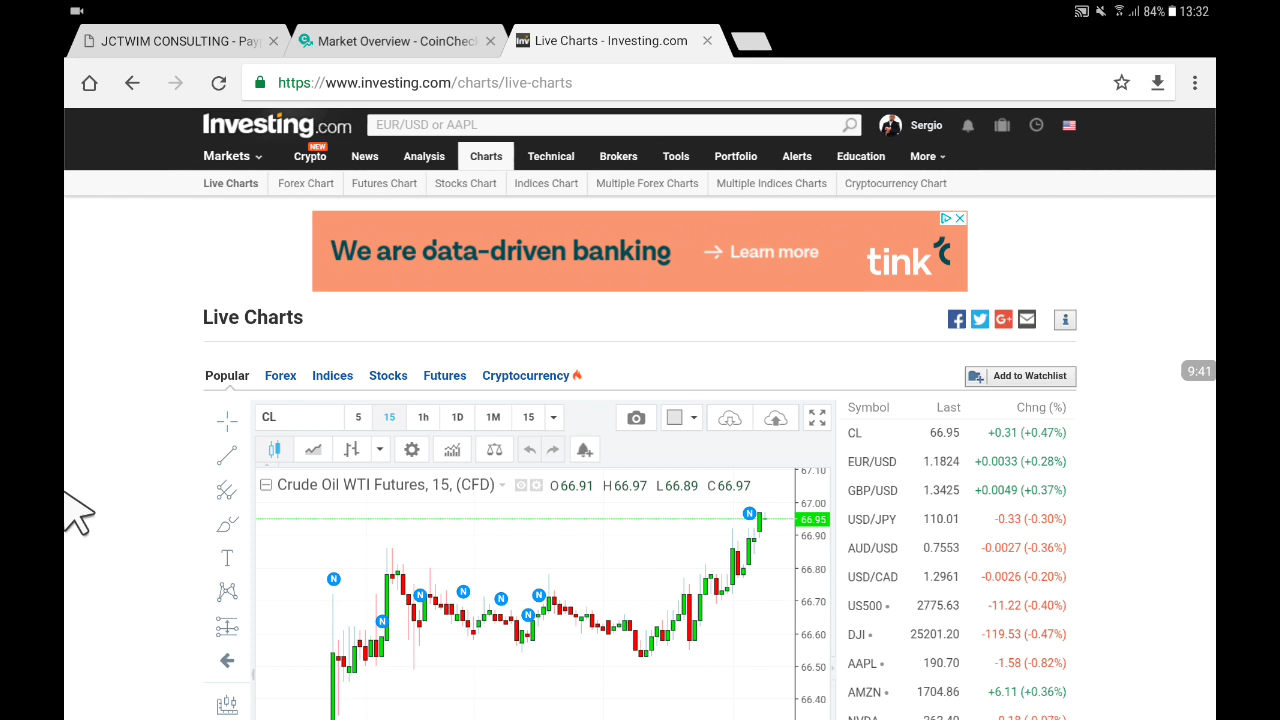 84% 13:32
JCTWIM CONSULTING - Payp
Market Overview - CoinChec
Inv Live Charts - Investing.com
https://www.investing.com/charts/live-charts
Investing.com
EUR/USD or AAPL
Sergio
NEW
Markets Crypto News Analysis Charts Technical Brokers Tools Portfolio Alerts Education More
Live Charts Forex Chart Futures Chart Stocks Chart Indices Chart Multiple Forex Charts Multiple Indices Charts Cryptocurrency Chart
We are data-driven banking → Learn more tink
Live Charts
Popular Forex Indices Stocks Futures Cryptocurrency
Add to Watchlist
9:41
CL 5 15 1h 1D 1M 15
Symbol Last Chng (%)
CL 66.95 +0.31 (+0.47%)
EUR/USD 1.1824 +0.0033 (+0.28%)
GBP/USD 1.3425 +0.0049 (+0.37%)
USD/JPY 110.01 -0.33 (-0.30%)
AUD/USD 0.7553 -0.0027 (-0.36%)
USD/CAD 1.2961 -0.0026 (-0.20%)
US500 2775.63 -11.22 (-0.40%)
DJI 25201.20 -119.53 (-0.47%)
AAPL 190.70 -1.58 (-0.82%)
AMZN 1704.86 +6.11 (+0.36%)
Crude Oil WTI Futures, 15, (CFD) O66.91 H66.97 L66.89 C66.97
67.10
67.00
66.95
66.90
66.80
66.70
66.60
66.50
66.40
N
N
N
N
N
N
N
N
T